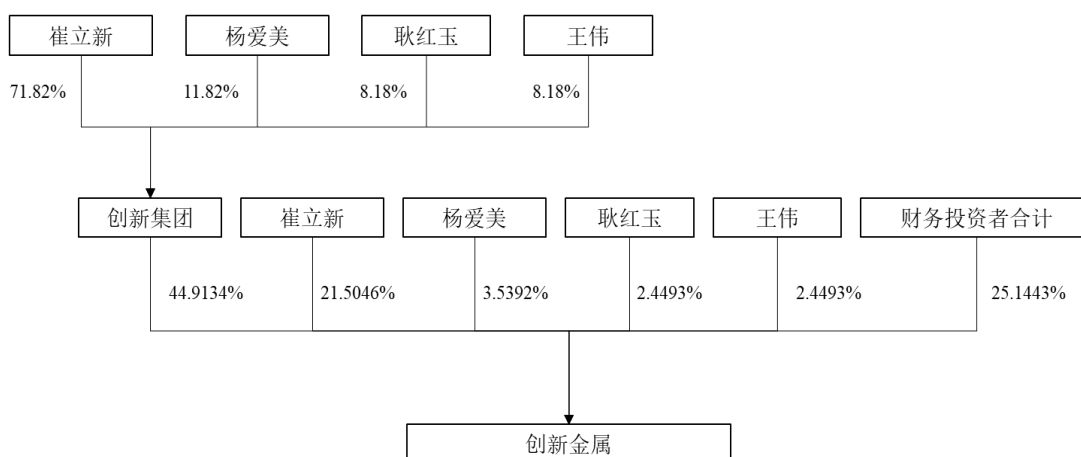 崔立新
杨爱美
耿红玉
王伟
71.82%
11.82%
8.18%
8.18%
创新集团
崔立新
杨爱美
耿红玉
王伟
财务投资者合计
44.9134%
21.5046%
3.5392%
2.4493%
2.4493%
25.1443%
创新金属